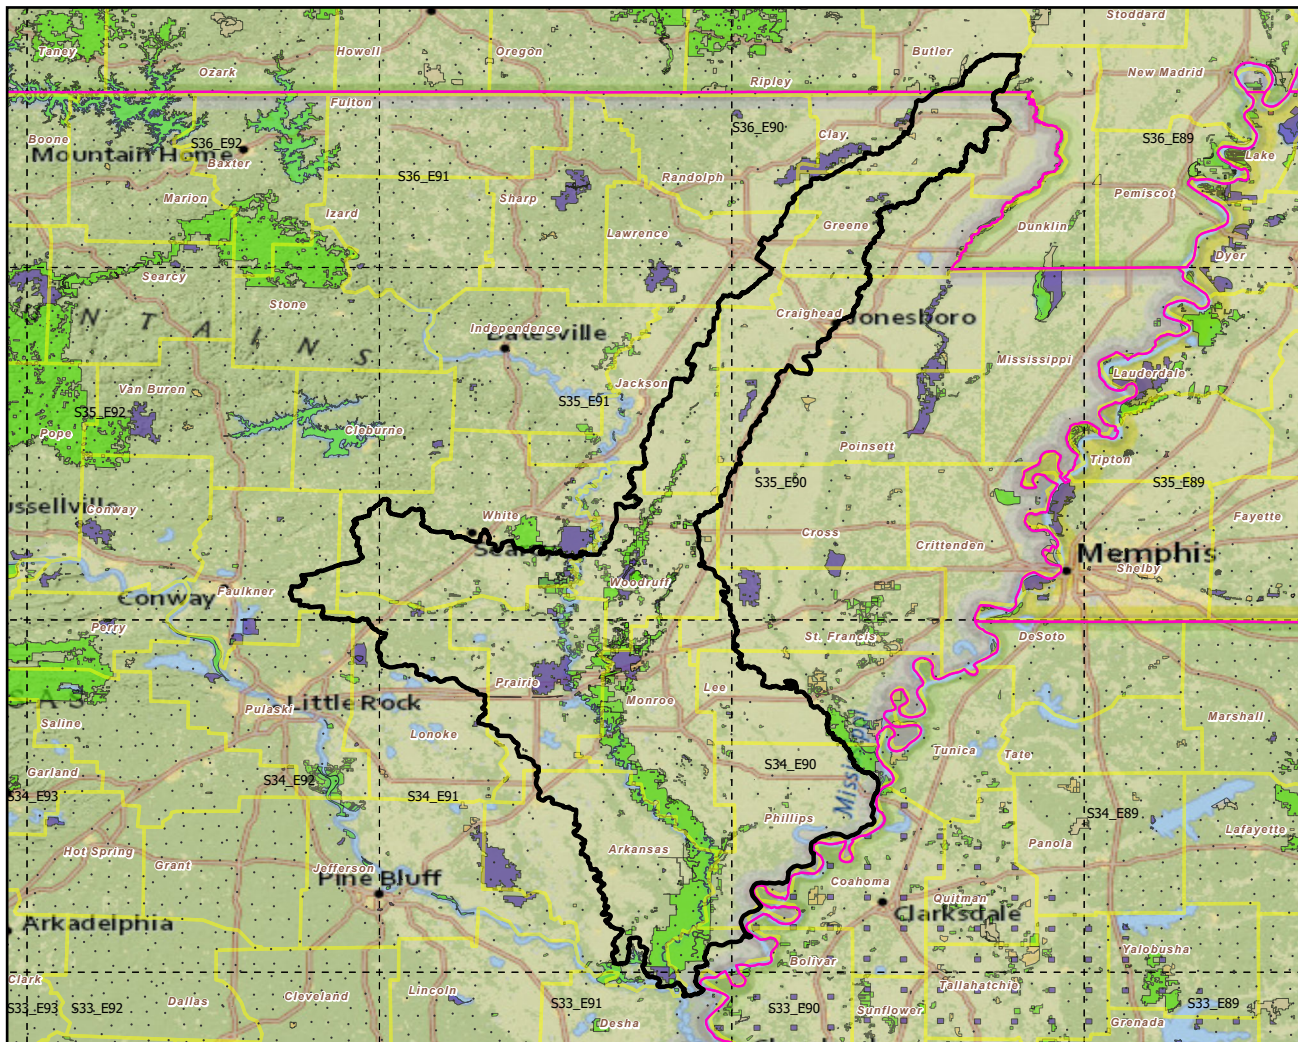 Stoddard
Taney
Howell
Oregon
Butler
Ozark
Ripley
New Madrid
Fulton
S36_E90
Clay
Boone
S36_E92
S36_E89
Mountain Home
Baxter
Lake
S36_E91
Randolph
Marion
Sharp
Pemiscot
Izard
Lawrence
Greene
Dunklin
Dyer
Searcy
Stone
N T A I N S
Craighead
Jonesboro
Independence
Batesville
Mississippi
Lauderdale
Van Buren
Jackson
S35_E91
S35_E92
Pope
Cleburne
Poinsett
Tipton
S35_E90
S35_E89
ussellville
Conway
White
Fayette
Searcy
Cross
Crittenden
Memphis
Shelby
Woodruff
Conway
Faulkner
Perry
St. Francis
DeSoto
Prairie
Lee
S A S
Little Rock
Monroe
Pulaski
Marshall
Saline
Lonoke
Mississippi
Tunica
Tate
Garland
S34_E92
S34_E90
S34_E93
S34_E91
Phillips
S34_E89
Lafayette
Hot Spring
Grant
Arkansas
Panola
Jefferson
Pine Bluff
Coahoma
Quitman
Arkadelphia
Clarksdale
Yalobusha
Clark
Bolivar
Tallahatchie
Lincoln
Cleveland
Dallas
S33_E93
S33_E92
S33_E91
S33_E90
Sunflower
S33_E89
Desha
Grenada